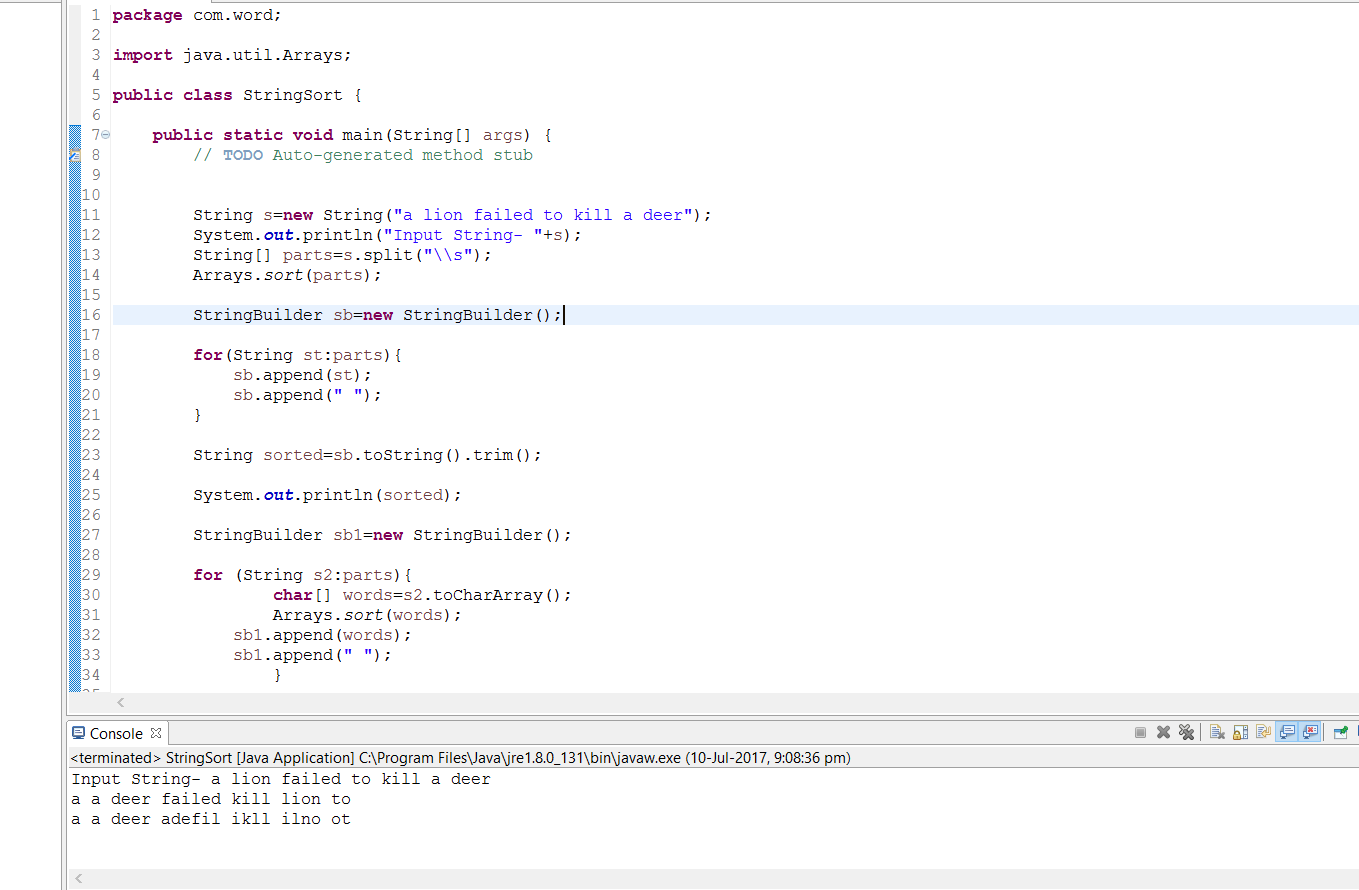 1 package com.word;
2
3 import java.util.Arrays;
4
5 public class StringSort {
6
7 public static void main(String[] args) {
8 // TODO Auto-generated method stub
9
10
11 String s=new String("a lion failed to kill a deer");
12 System.out.println("Input String- "+s);
13 String[] parts=s.split("\\s");
14 Arrays.sort(parts);
15
16 StringBuilder sb=new StringBuilder();
17
18 for(String st:parts){
19 sb.append(st);
20 sb.append(" ");
21 }
22
23 String sorted=sb.toString().trim();
24
25 System.out.println(sorted);
26
27 StringBuilder sb1=new StringBuilder();
28
29 for (String s2:parts){
30 char[] words=s2.toCharArray();
31 Arrays.sort(words);
32 sb1.append(words);
33 sb1.append(" ");
34 }
Console
<terminated> StringSort [Java Application] C:\Program Files\Java\jre1.8.0_131\bin\javaw.exe (10-Jul-2017, 9:08:36 pm)
Input String- a lion failed to kill a deer
a a deer failed kill lion to
a a deer adefil ikll ilno ot